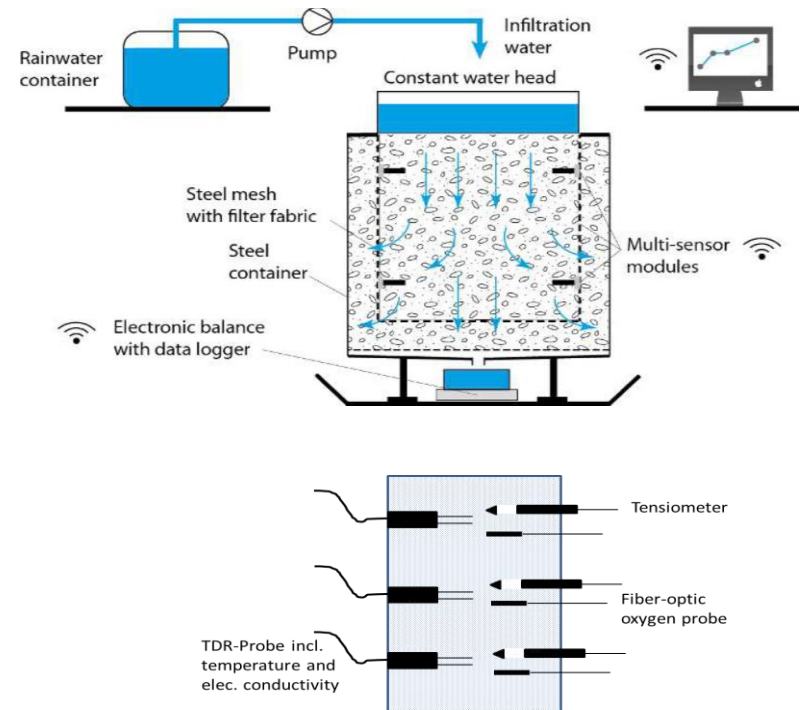 Rainwater
container
Pump
Infiltration
water
Constant water head
Steel mesh
with filter fabric
Steel
container
Multi-sensor
modules
Electronic balance
with data logger
Tensiometer
Fiber-optic
oxygen probe
TDR-Probe incl.
temperature and
elec. conductivity